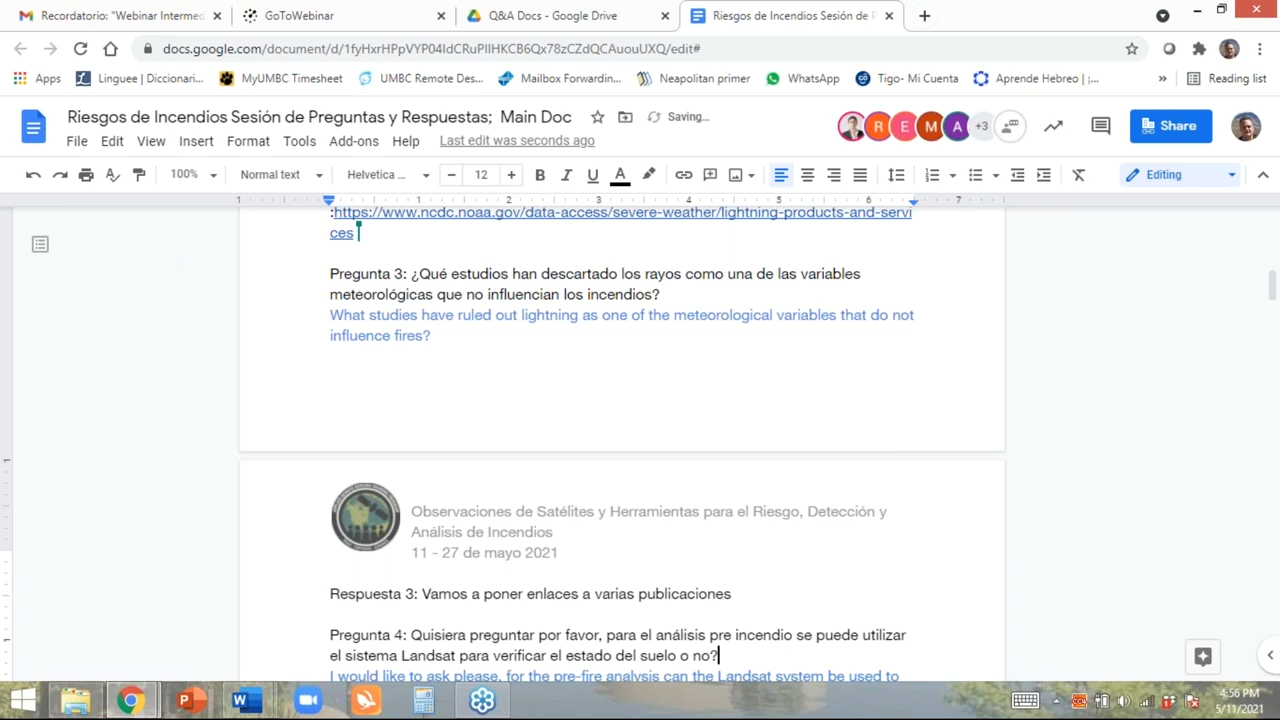 Recordatorio: "Webinar Intermed
GoToWebinar
Q&A Docs - Google Drive
Riesgos de Incendios Sesión de P
docs.google.com/document/d/1fyHxrHPpVYP04IdCRuPIIHKCB6Qx78zCZdQCAuouUXQ/edit#
Apps
Linguee | Diccionari...
MyUMBC Timesheet
UMBC Remote Des...
Mailbox Forwardin...
Neapolitan primer
WhatsApp
Tigo- Mi Cuenta
Aprende Hebreo | ¡...
»
Reading list
Riesgos de Incendios Sesión de Preguntas y Respuestas; Main Doc
Saving...
R E M A +3
Share
File Edit View Insert Format Tools Add-ons Help Last edit was seconds ago
100% Normal text Helvetica ... 12 B I U A Editing
1 1 2 3 4 5 6 7
:https://www.ncdc.noaa.gov/data-access/severe-weather/lightning-products-and-servi
ces
Pregunta 3: ¿Qué estudios han descartado los rayos como una de las variables
meteorológicas que no influencian los incendios?
What studies have ruled out lightning as one of the meteorological variables that do not
influence fires?
Observaciones de Satélites y Herramientas para el Riesgo, Detección y
Análisis de Incendios
11 - 27 de mayo 2021
Respuesta 3: Vamos a poner enlaces a varias publicaciones
Pregunta 4: Quisiera preguntar por favor, para el análisis pre incendio se puede utilizar
el sistema Landsat para verificar el estado del suelo o no?
I would like to ask please, for the pre-fire analysis can the Landsat system be used to
4:56 PM
5/11/2021